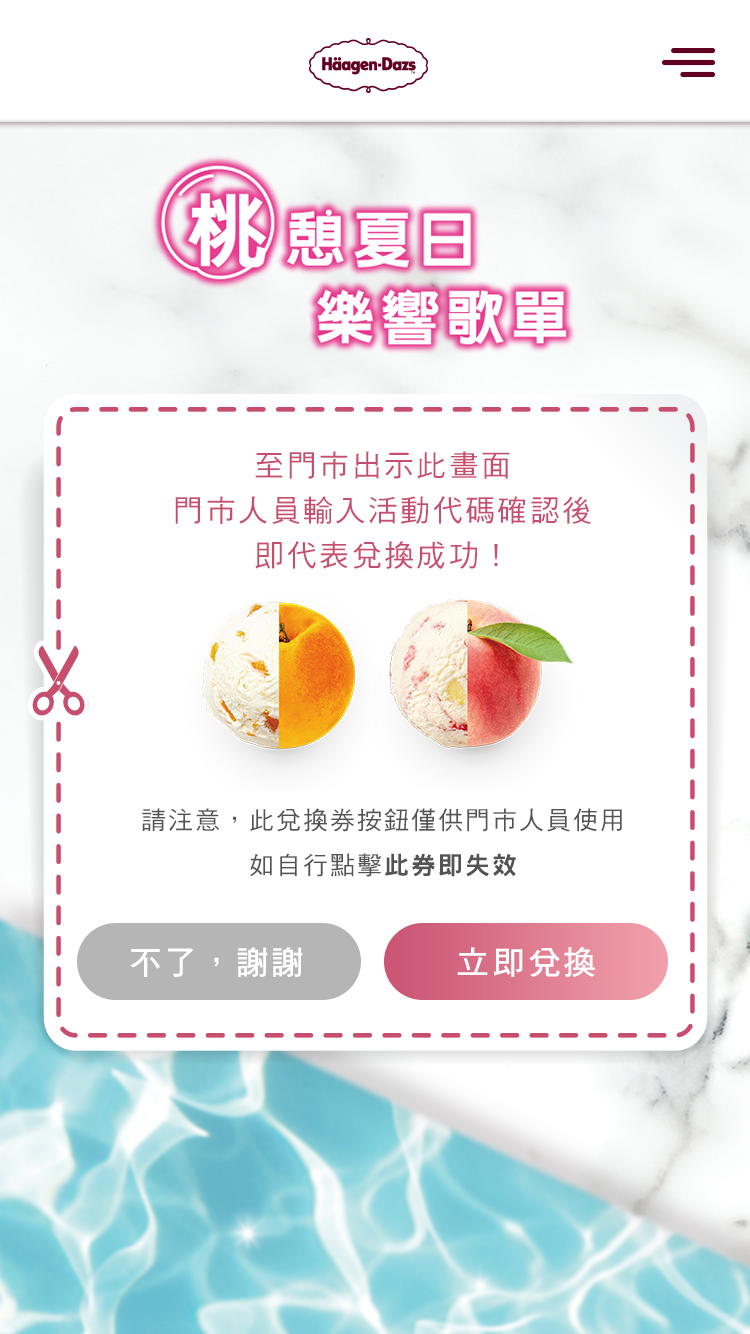 Häagen-Dazs
桃憩夏日
樂響歌單
至門市出示此畫面
門市人員輸入活動代碼確認後
即代表兌換成功！
請注意，此兌換券按鈕僅供門市人員使用
如自行點擊此券即失效
不了，謝謝
立即兌換